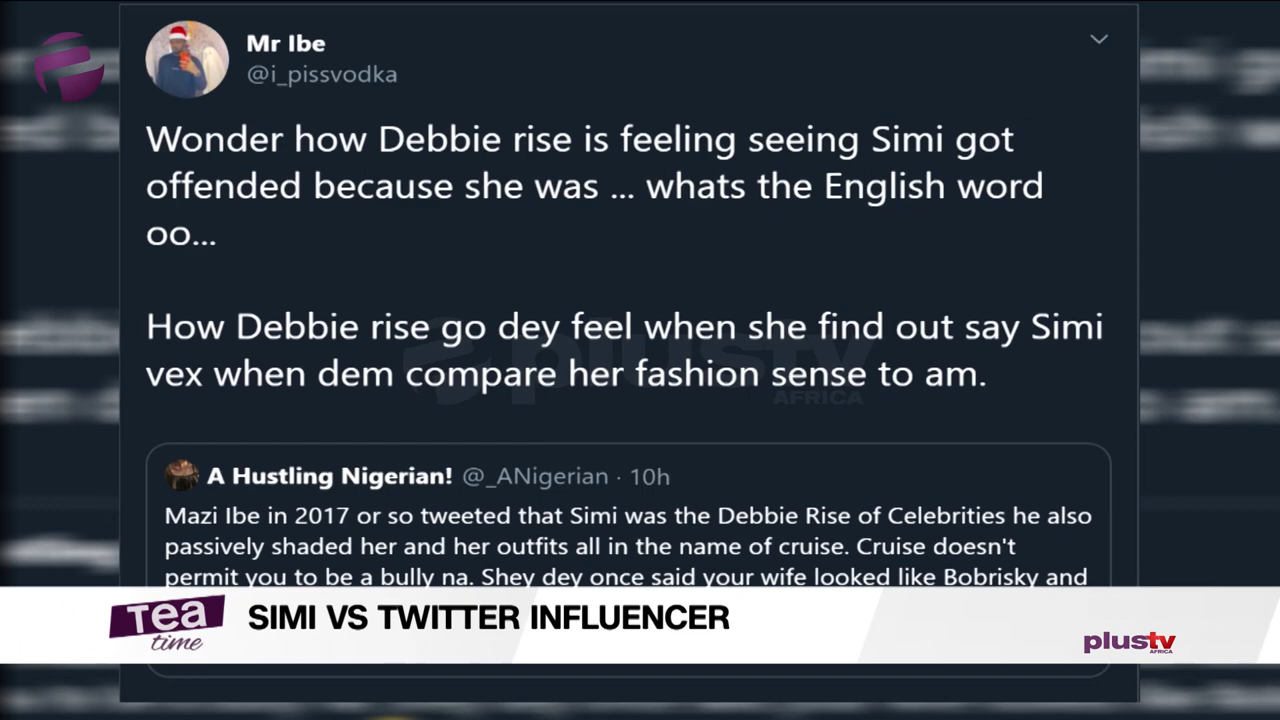 Mr Ibe
@i_pissvodka
Wonder how Debbie rise is feeling seeing Simi got
offended because she was ... whats the English word
oo...
How Debbie rise go dey feel when she find out say Simi
vex when dem compare her fashion sense to am.
plustv
AFRICA
A Hustling Nigerian! @_ANigerian · 10h
Mazi Ibe in 2017 or so tweeted that Simi was the Debbie Rise of Celebrities he also
passively shaded her and her outfits all in the name of cruise. Cruise doesn't
permit you to be a bully na. Shey dey once said your wife looked like Bobrisky and
Tea
time
SIMI VS TWITTER INFLUENCER
plustv
AFRICA